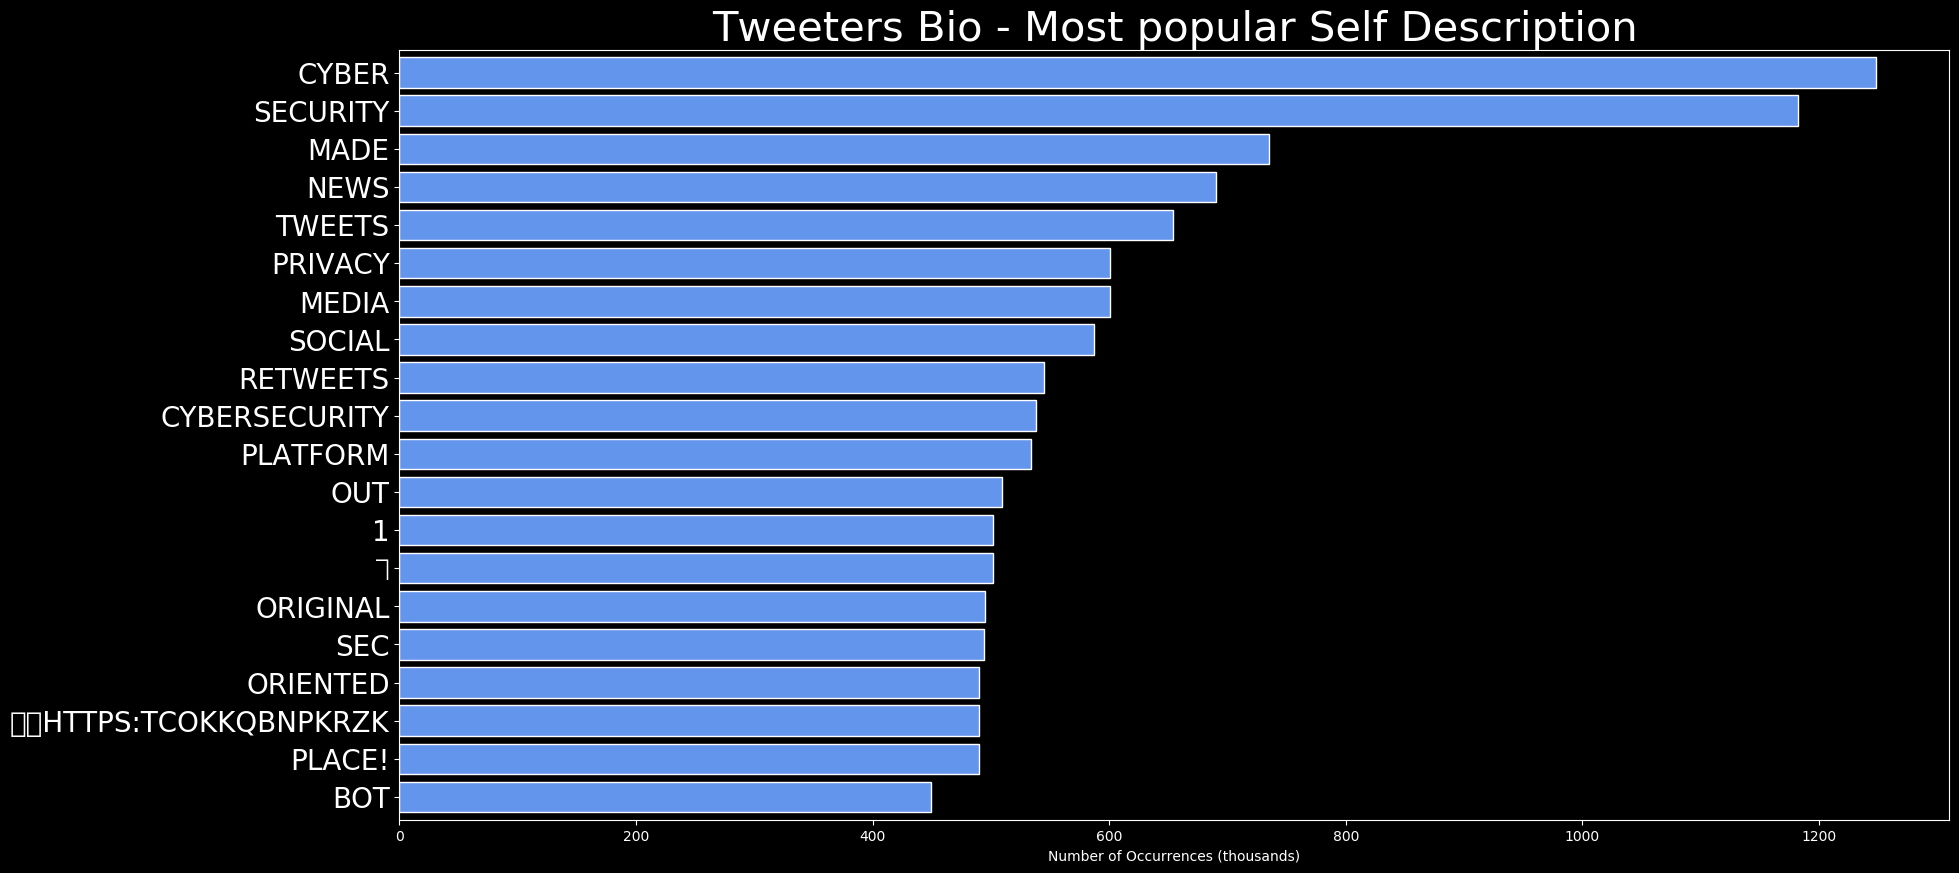 Tweeters Bio - Most popular Self Description
CYBER
SECURITY
MADE
NEWS
TWEETS
PRIVACY
MEDIA
SOCIAL
RETWEETS
CYBERSECURITY
PLATFORM
OUT
1
ORIGINAL
SEC
ORIENTED
HTTPS:TCOKKQBNPKRZK
PLACE!
BOT
0 200 400 600 800 1000 1200
Number of Occurrences (thousands)